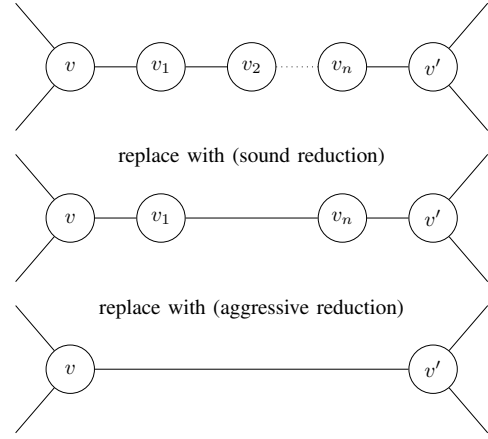 v v₁ v₂ vₙ v′
replace with (sound reduction)
v v₁ vₙ v′
replace with (aggressive reduction)
v v′